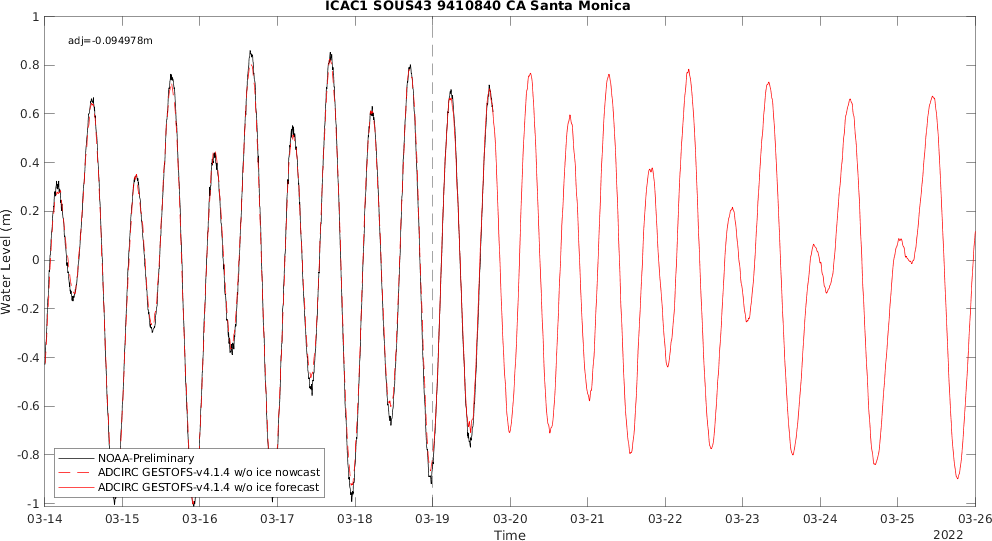 ICAC1 SOUS43 9410840 CA Santa Monica
adj=-0.094978m
1
0.8
0.6
0.4
0.2
0
-0.2
-0.4
-0.6
-0.8
-1
Water Level (m)
NOAA-Preliminary
ADCIRC GESTOFS-v4.1.4 w/o ice nowcast
ADCIRC GESTOFS-v4.1.4 w/o ice forecast
03-14 03-15 03-16 03-17 03-18 03-19 03-20 03-21 03-22 03-23 03-24 03-25 03-26
Time
2022